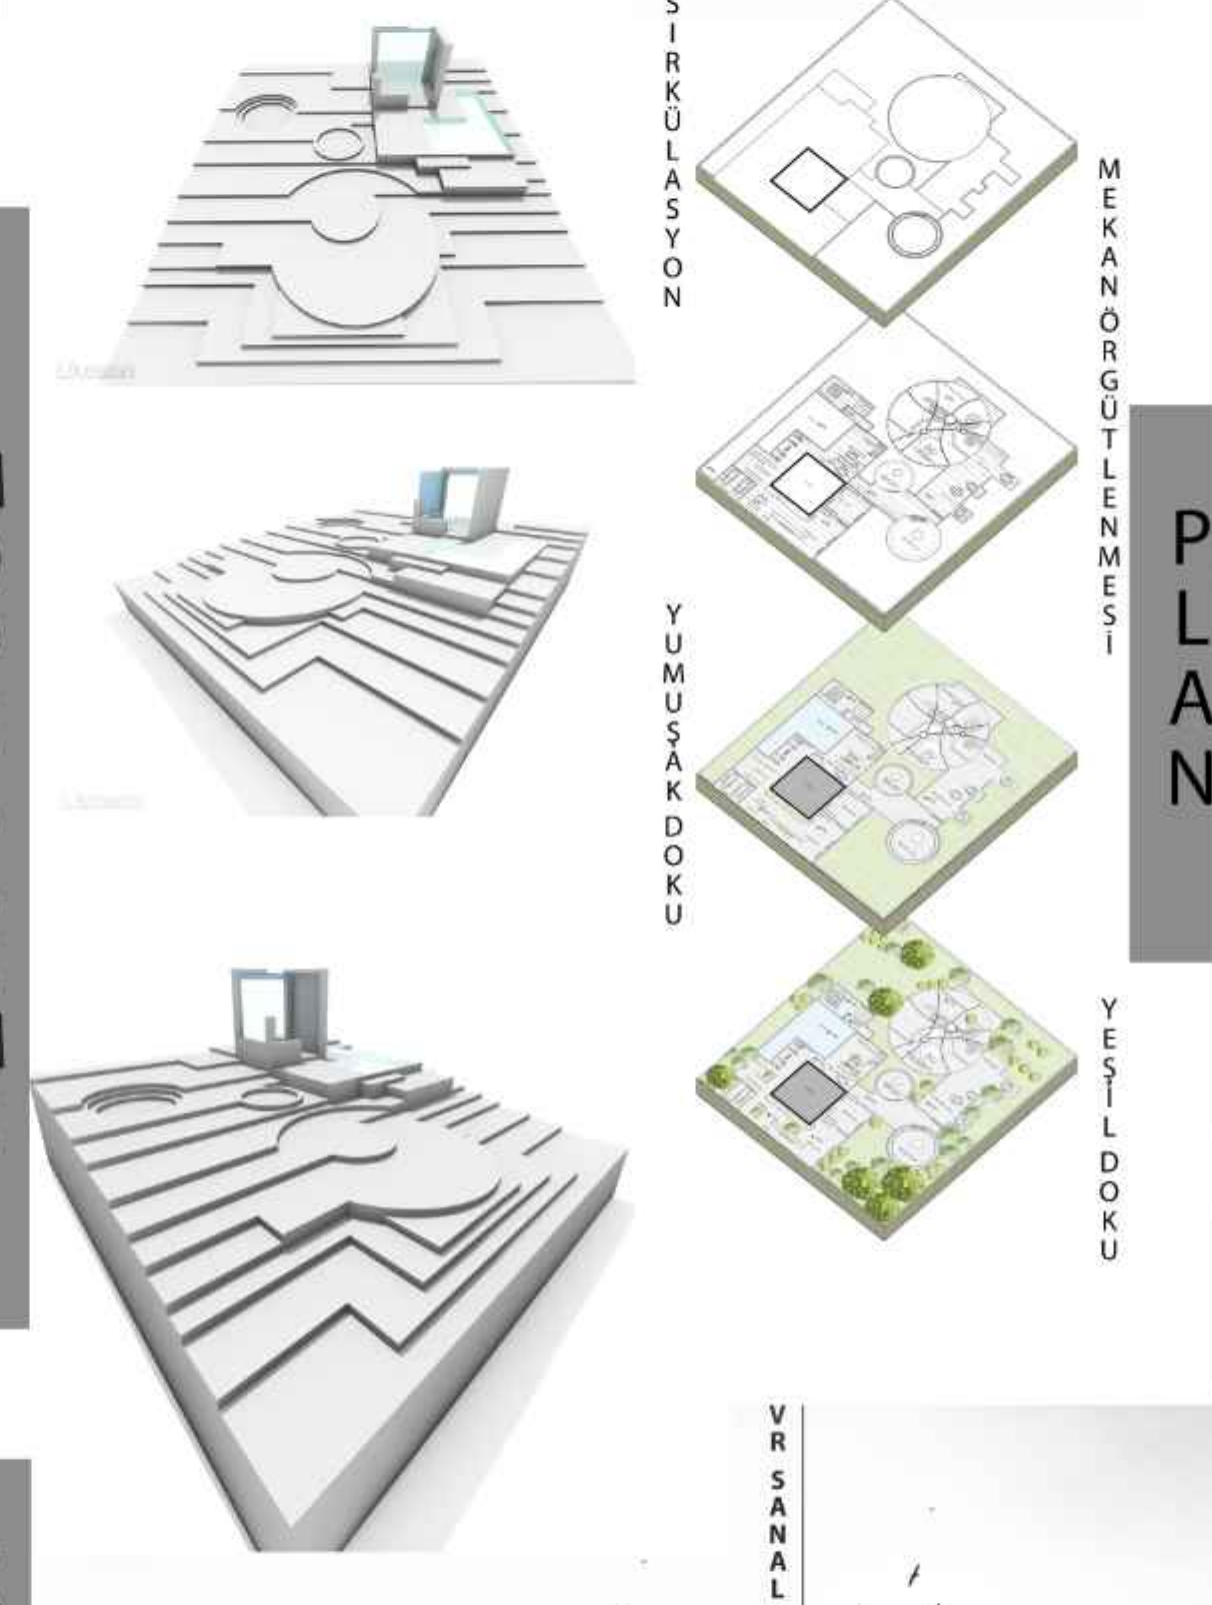 SİRKÜLASYON
MEKAN ÖRGÜTLENMESİ
PLAN
YUMUŞAK DOKU
YEŞİL DOKU
VR SANAL